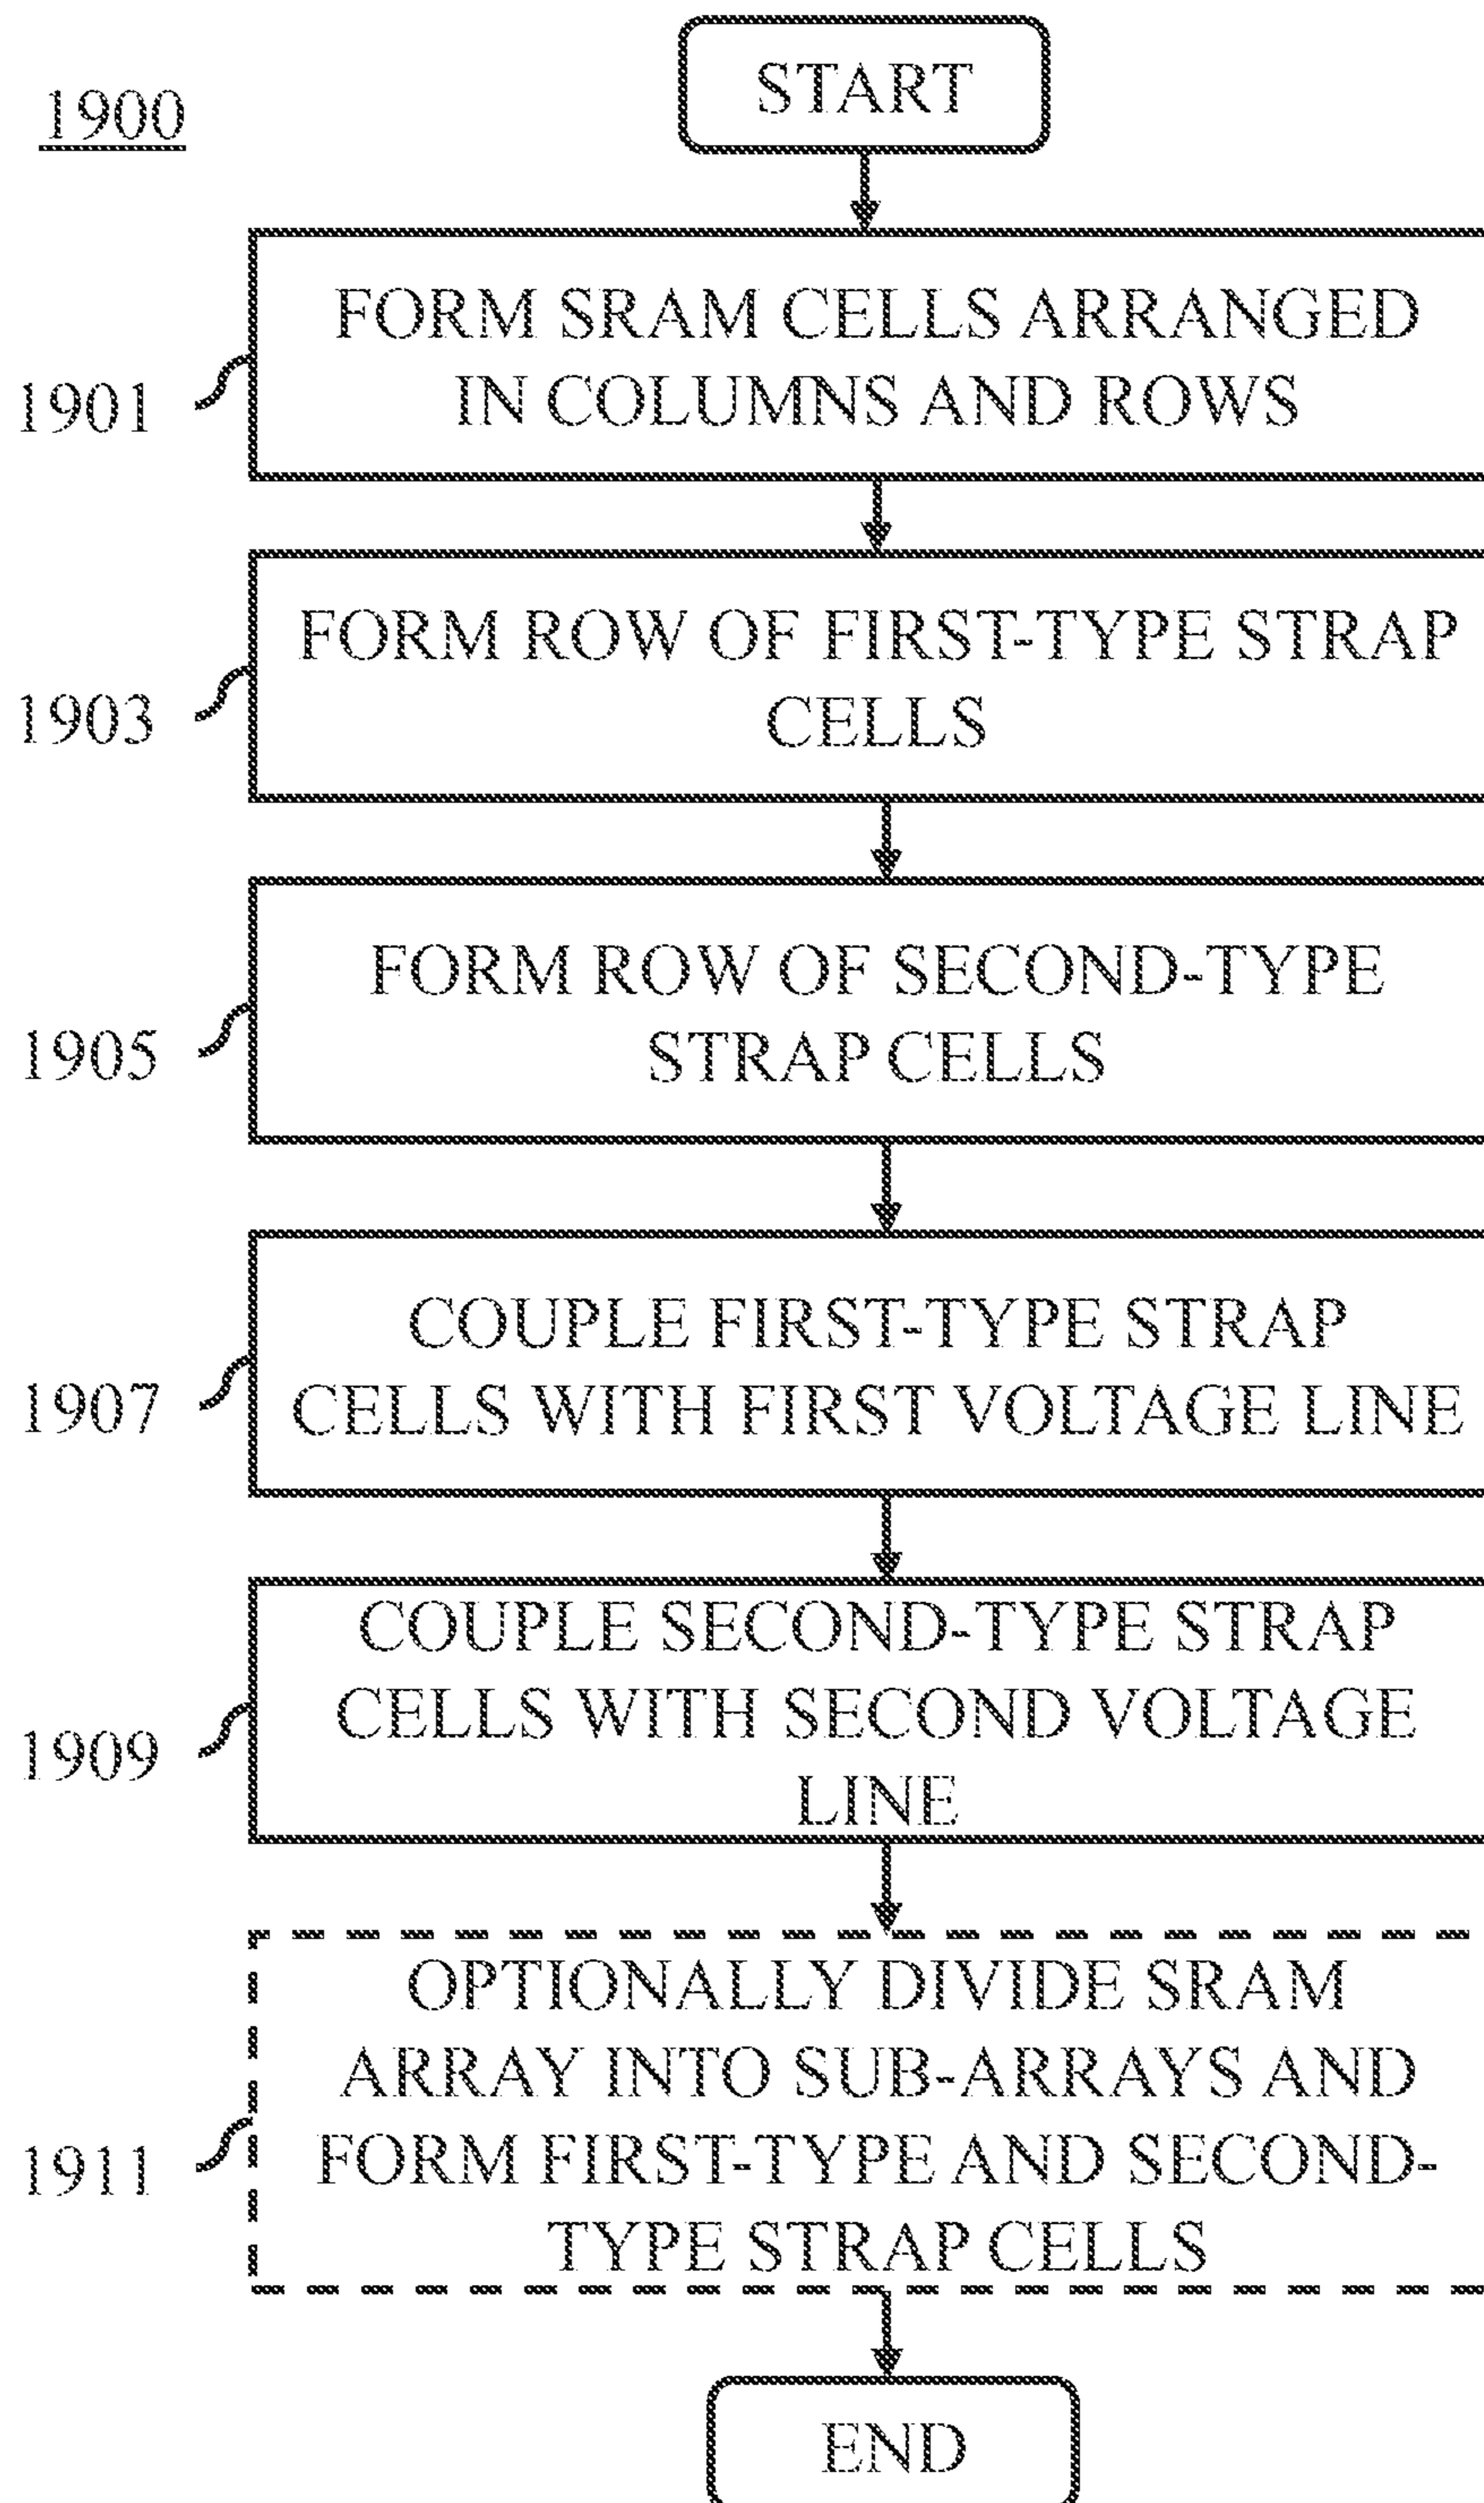 START
1900
FORM SRAM CELLS ARRANGED
IN COLUMNS AND ROWS
1901
FORM ROW OF FIRST-TYPE STRAP
CELLS
1903
FORM ROW OF SECOND-TYPE
STRAP CELLS
1905
COUPLE FIRST-TYPE STRAP
CELLS WITH FIRST VOLTAGE LINE
1907
COUPLE SECOND-TYPE STRAP
CELLS WITH SECOND VOLTAGE
LINE
1909
OPTIONALLY DIVIDE SRAM
ARRAY INTO SUB-ARRAYS AND
FORM FIRST-TYPE AND SECOND-
TYPE STRAP CELLS
1911
END